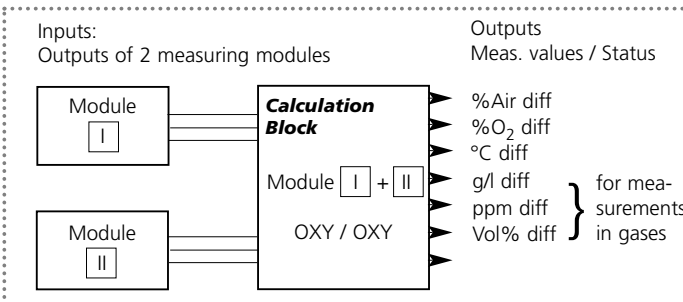 Inputs:
Outputs of 2 measuring modules
Outputs
Meas. values / Status
Module
I
Module
II
Calculation
Block
Module I + II
OXY / OXY
%Air diff
%O₂ diff
°C diff
g/l diff
ppm diff
Vol% diff
for mea-
surements
in gases